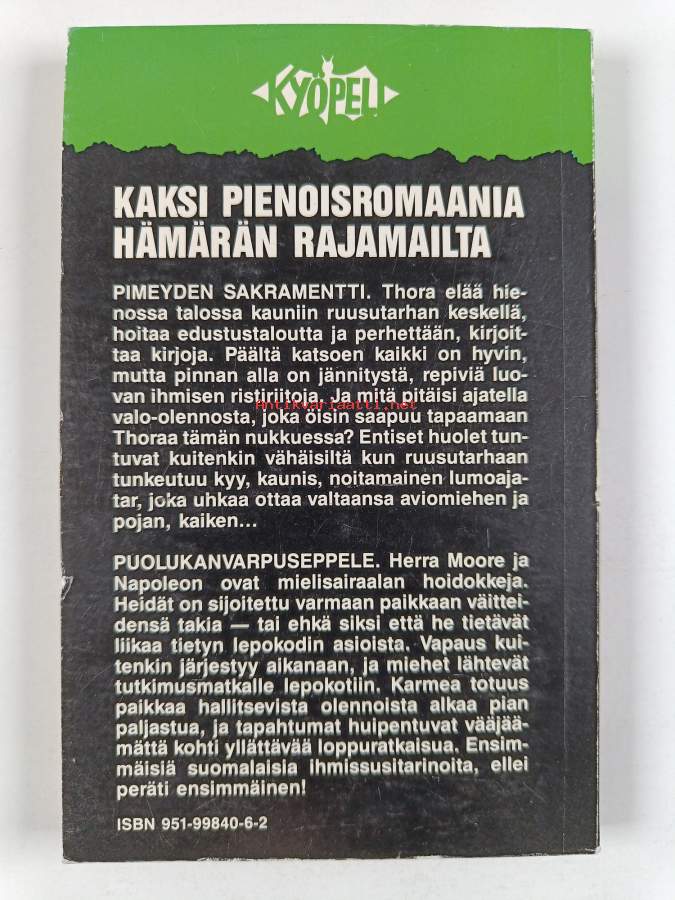 KYÖPELI
KAKSI PIENOISROMAANIA
HÄMÄRÄN RAJAMAILTA
PIMEYDEN SAKRAMENTTI. Thora elää hie-
nossa talossa kauniin ruusutarhan keskellä,
hoitaa edustustaloutta ja perhettään, kirjoit-
taa kirjoja. Päältä katsoen kaikki on hyvin,
mutta pinnan alla on jännitystä, repiviä luo-
van ihmisen ristiriitoja. Ja mitä pitäisi ajatella
Antikvariaatti.net
valo-olennosta, joka öisin saapuu tapaamaan
Thoraa tämän nukkuessa? Entiset huolet tun-
tuvat kuitenkin vähäisiltä kun ruusutarhaan
tunkeutuu kyy, kaunis, noitamainen lumoaja-
tar, joka uhkaa ottaa valtaansa aviomiehen ja
pojan, kaiken...
PUOLUKANVARPUSEPPELE. Herra Moore ja
Napoleon ovat mielisairaalan hoidokkeja.
Heidät on sijoitettu varmaan paikkaan väittei-
densä takia — tai ehkä siksi että he tietävät
liikaa tietyn lepokodin asioista. Vapaus kui-
tenkin järjestyy aikanaan, ja miehet lähtevät
tutkimusmatkalle lepokotiin. Karmea totuus
paikkaa hallitsevista olennoista alkaa pian
paljastua, ja tapahtumat huipentuvat vääjää-
mättä kohti yllättävää loppuratkaisua. Ensim-
mäisiä suomalaisia ihmissusitarinoita, ellei
peräti ensimmäinen!
ISBN 951-99840-6-2